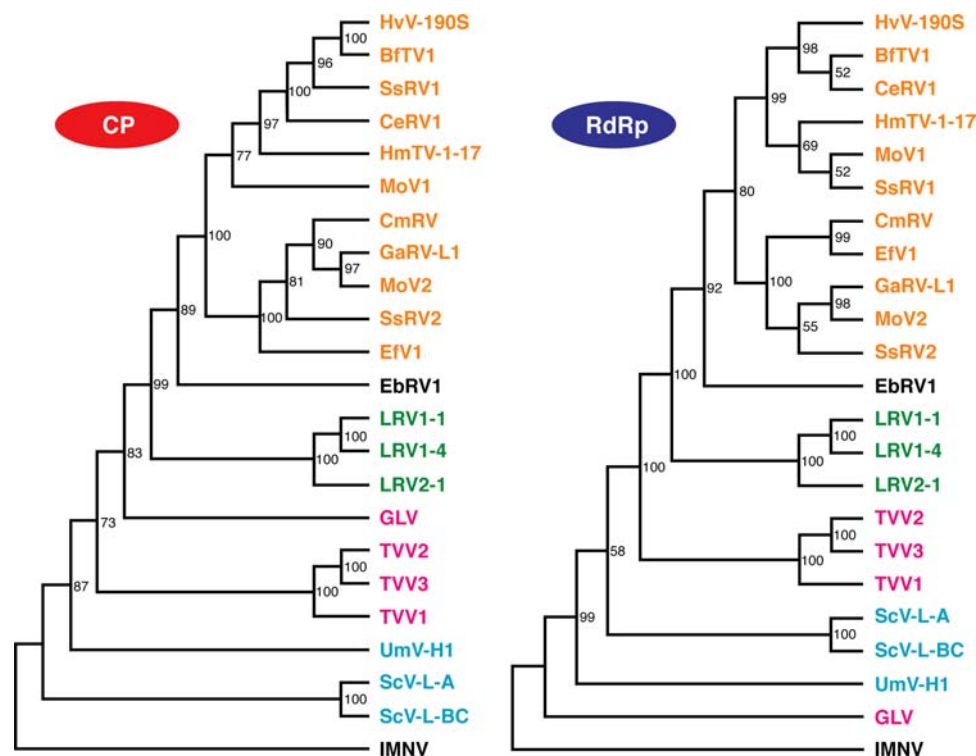 CP
HvV-190S
100
BfTV1
96
SsRV1
100
CeRV1
97
HmTV-1-17
77
MoV1
100
CmRV
90
GaRV-L1
97
MoV2
81
SsRV2
100
EfV1
89
EbRV1
99
LRV1-1
100
LRV1-4
100
LRV2-1
83
GLV
73
TVV2
100
TVV3
100
TVV1
87
UmV-H1
ScV-L-A
100
ScV-L-BC
IMNV
RdRp
HvV-190S
98
BfTV1
52
CeRV1
99
HmTV-1-17
69
MoV1
52
SsRV1
80
CmRV
99
EfV1
100
GaRV-L1
98
MoV2
55
SsRV2
92
EbRV1
100
LRV1-1
100
LRV1-4
100
LRV2-1
100
TVV2
100
TVV3
100
TVV1
58
ScV-L-A
100
ScV-L-BC
99
UmV-H1
GLV
IMNV